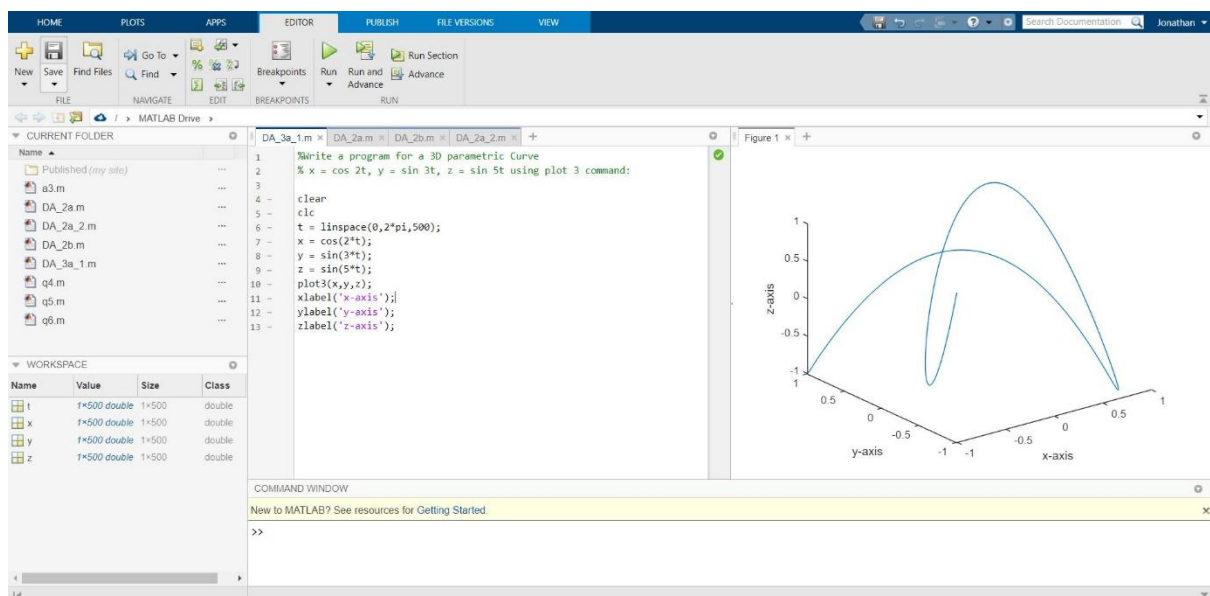 HOME PLOTS APPS EDITOR PUBLISH FILE VERSIONS VIEW Search Documentation Jonathan
New Save Find Files Go To Find Breakpoints Run Run and Advance Run Section Advance
FILE NAVIGATE EDIT BREAKPOINTS RUN
/ MATLAB Drive
CURRENT FOLDER
Name
Published (my site)
a3.m
DA_2a.m
DA_2a_2.m
DA_2b.m
DA_3a_1.m
q4.m
q5.m
q6.m
WORKSPACE
Name Value Size Class
t 1×500 double 1×500 double
x 1×500 double 1×500 double
y 1×500 double 1×500 double
z 1×500 double 1×500 double
DA_3a_1.m × DA_2a.m × DA_2b.m × DA_2a_2.m × +
1 %Write a program for a 3D parametric Curve
2 % x = cos 2t, y = sin 3t, z = sin 5t using plot 3 command:
3
4 - clear
5 - clc
6 - t = linspace(0,2*pi,500);
7 - x = cos(2*t);
8 - y = sin(3*t);
9 - z = sin(5*t);
10 - plot3(x,y,z);
11 - xlabel('x-axis');
12 - ylabel('y-axis');
13 - zlabel('z-axis');
Figure 1 × +
1
0.5
0
-0.5
-1
z-axis
1
0.5
0
-0.5
-1
y-axis
-1
-0.5
0
0.5
1
x-axis
COMMAND WINDOW
New to MATLAB? See resources for Getting Started.
>>